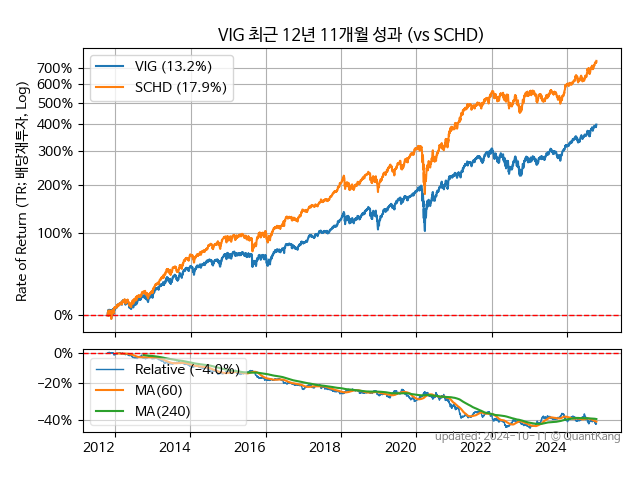 VIG 최근 12년 11개월 성과 (vs SCHD)
Rate of Return (TR; 배당재투자, Log)
VIG (13.2%)
SCHD (17.9%)
700%
600%
500%
400%
300%
200%
100%
0%
0%
−20%
−40%
Relative (−4.0%)
MA(60)
MA(240)
2012 2014 2016 2018 2020 2022 2024
updated: 2024-10-11 © QuantKang